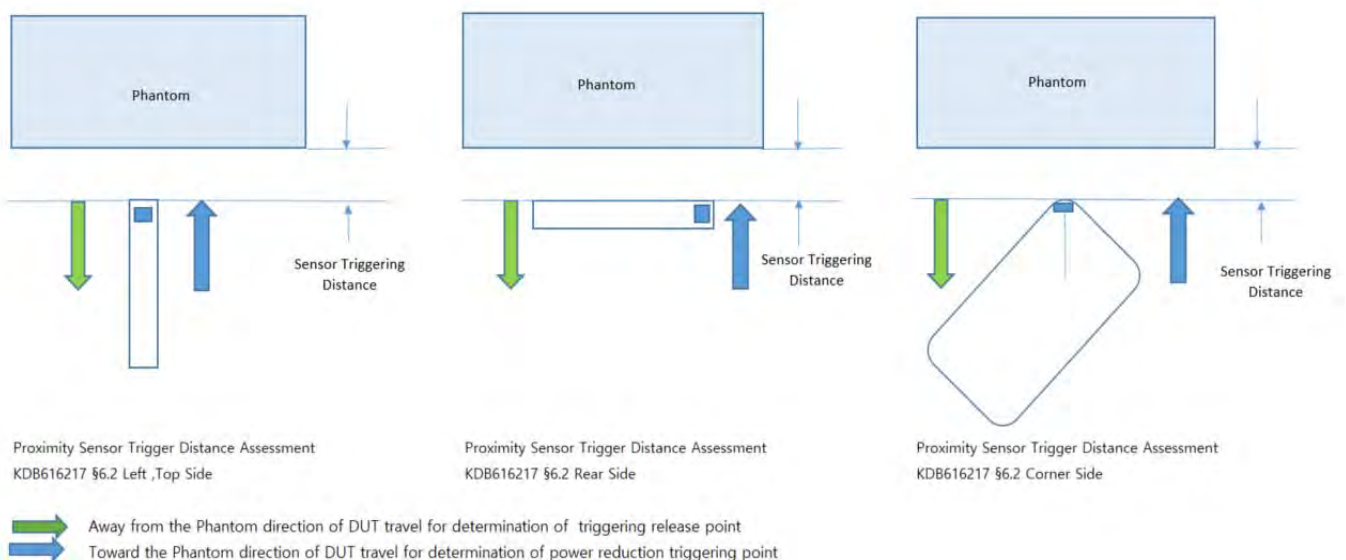 Phantom
Sensor Triggering
Distance
Proximity Sensor Trigger Distance Assessment
KDB616217 §6.2 Left ,Top Side
Phantom
Sensor Triggering
Distance
Proximity Sensor Trigger Distance Assessment
KDB616217 §6.2 Rear Side
Phantom
Sensor Triggering
Distance
Proximity Sensor Trigger Distance Assessment
KDB616217 §6.2 Corner Side
Away from the Phantom direction of DUT travel for determination of triggering release point
Toward the Phantom direction of DUT travel for determination of power reduction triggering point